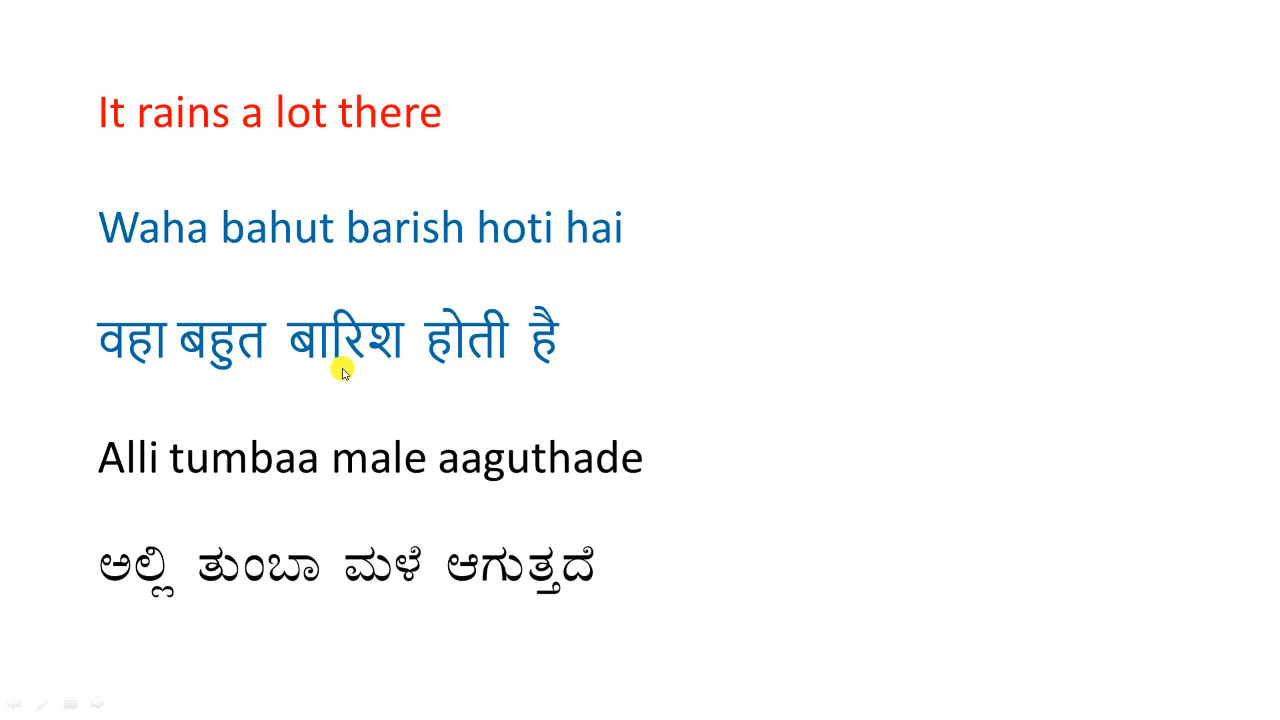 It rains a lot there
Waha bahut barish hoti hai
वहा बहुत बारिश होती है
Alli tumbaa male aaguthade
ಅಲ್ಲಿ ತುಂಬಾ ಮಳೆ ಆಗುತ್ತದೆ